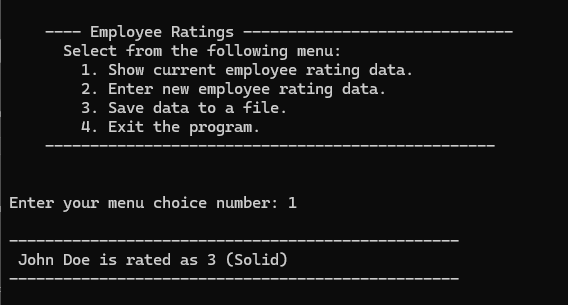 ---- Employee Ratings ------------------------------
Select from the following menu:
1. Show current employee rating data.
2. Enter new employee rating data.
3. Save data to a file.
4. Exit the program.
--------------------------------------------------
Enter your menu choice number: 1
--------------------------------------------------
John Doe is rated as 3 (Solid)
--------------------------------------------------